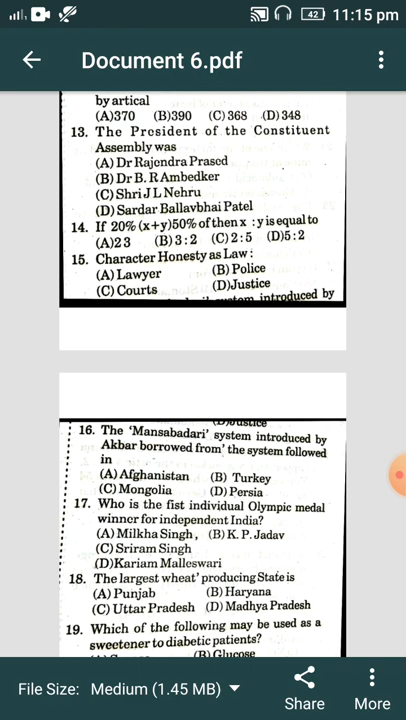 42 11:15 pm
Document 6.pdf
by artical
(A)370 (B)390 (C)368 (D)348
13. The President of the Constituent
Assembly was
(A) Dr Rajendra Prased
(B) Dr B. R Ambedker
(C) Shri J L Nehru
(D) Sardar Ballavbhai Patel
14. If 20% (x+y)50% of then x : y is equal to
(A)2 3 (B) 3 : 2 (C) 2 : 5 (D)5 : 2
15. Character Honesty as Law :
(A) Lawyer (B) Police
(C) Courts (D)Justice
system introduced by
(D)Justice
16. The 'Mansabadari' system introduced by
Akbar borrowed from' the system followed
in
(A) Afghanistan (B) Turkey
(C) Mongolia (D) Persia
17. Who is the fist individual Olympic medal
winner for independent India?
(A) Milkha Singh, (B) K. P. Jadav
(C) Sriram Singh
(D)Kariam Malleswari
18. The largest wheat' producing State is
(A) Punjab (B) Haryana
(C) Uttar Pradesh (D) Madhya Pradesh
19. Which of the following may be used as a
sweetener to diabetic patients?
(B) Glucose
File Size: Medium (1.45 MB)
Share
More